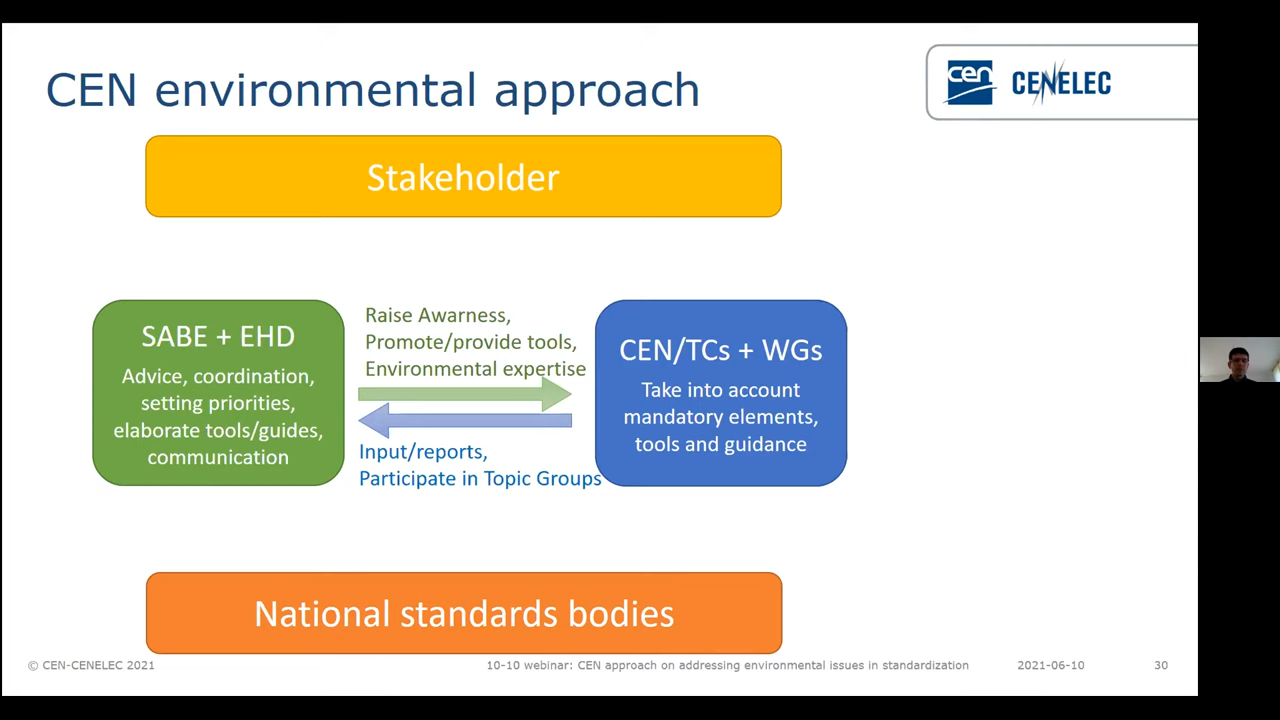 CEN environmental approach
cen CENELEC
Stakeholder
SABE + EHD
Advice, coordination,
setting priorities,
elaborate tools/guides,
communication
Raise Awarness,
Promote/provide tools,
Environmental expertise
Input/reports,
Participate in Topic Groups
CEN/TCs + WGs
Take into account
mandatory elements,
tools and guidance
National standards bodies
© CEN-CENELEC 2021
10-10 webinar: CEN approach on addressing environmental issues in standardization
2021-06-10
30